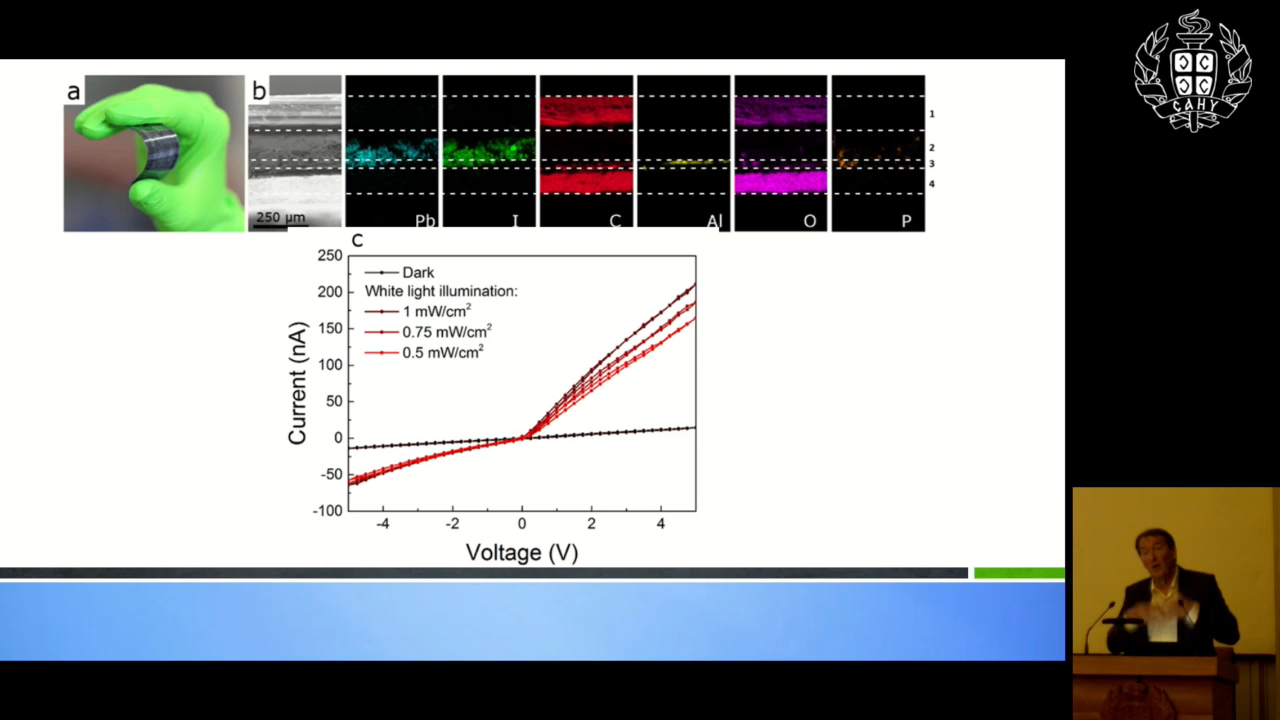 a
b
1
2
3
4
250 µm
Pb
I
C
Al
O
P
c
250
200
150
100
50
0
-50
-100
Current (nA)
Dark
White light illumination:
1 mW/cm²
0.75 mW/cm²
0.5 mW/cm²
-4
-2
0
2
4
Voltage (V)
САНУ